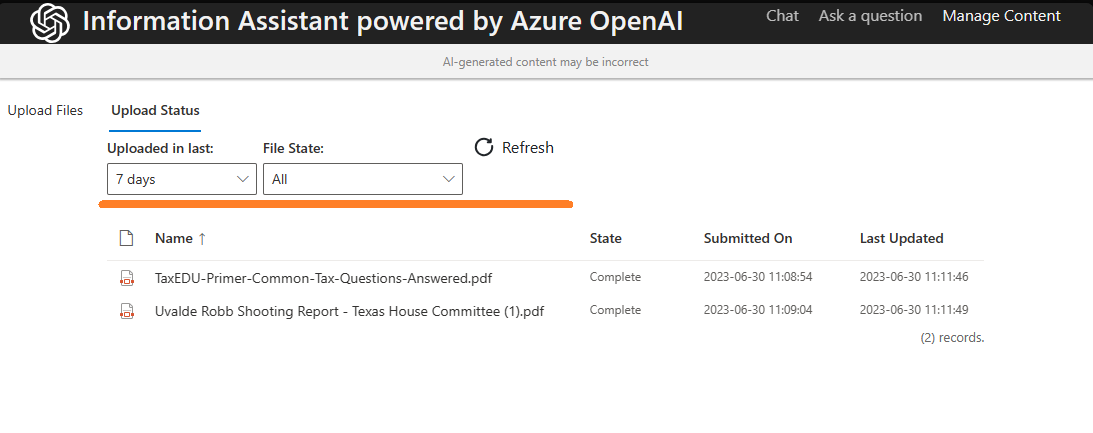 Information Assistant powered by Azure OpenAI
Chat Ask a question Manage Content
AI-generated content may be incorrect
Upload Files Upload Status
Uploaded in last: File State: Refresh
7 days All
Name ↑ State Submitted On Last Updated
TaxEDU-Primer-Common-Tax-Questions-Answered.pdf Complete 2023-06-30 11:08:54 2023-06-30 11:11:46
Uvalde Robb Shooting Report - Texas House Committee (1).pdf Complete 2023-06-30 11:09:04 2023-06-30 11:11:49
(2) records.